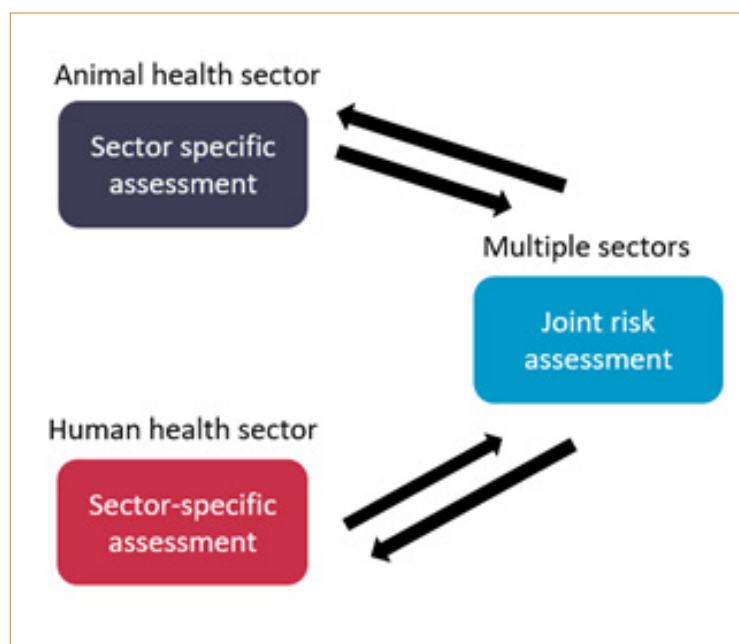 Animal health sector
Sector specific
assessment
Multiple sectors
Joint risk
assessment
Human health sector
Sector-specific
assessment